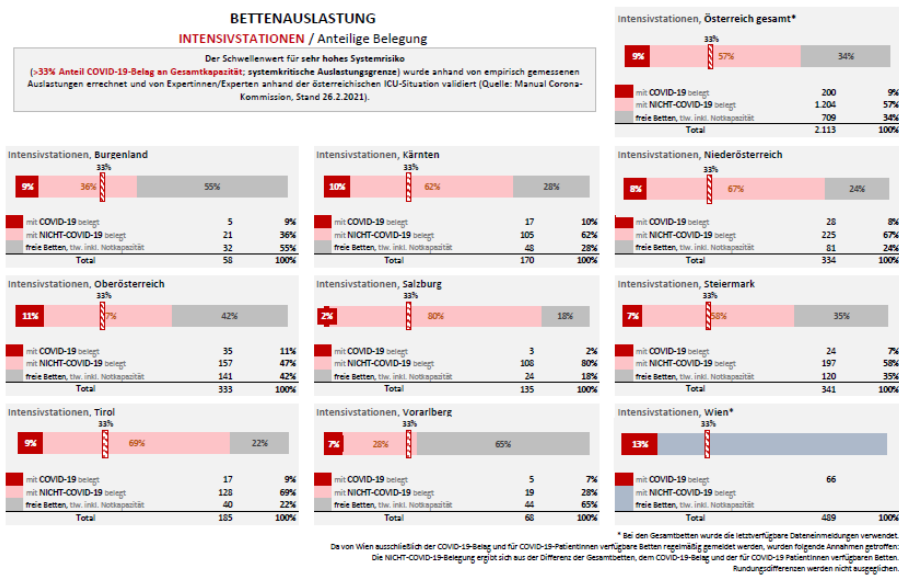 BETTENAUSLASTUNG
INTENSIVSTATIONEN / Anteilige Belegung
Der Schwellenwert für sehr hohes Systemrisiko
(>33% Anteil COVID-19-Belag an Gesamtkapazität; systemkritische Auslastungsgrenze) wurde anhand von empirisch gemessenen
Auslastungen errechnet und von Expertinnen/Experten anhand der österreichischen ICU-Situation validiert (Quelle: Manual Corona-
Kommission, Stand 26.2.2021).
Intensivstationen, Österreich gesamt*
33%
9% 57% 34%
mit COVID-19 belegt 200 9%
mit NICHT-COVID-19 belegt 1.204 57%
freie Betten, tlw. inkl. Notkapazität 709 34%
Total 2.113 100%
Intensivstationen, Burgenland
33%
9% 36% 55%
mit COVID-19 belegt 5 9%
mit NICHT-COVID-19 belegt 21 36%
freie Betten, tlw. inkl. Notkapazität 32 55%
Total 58 100%
Intensivstationen, Kärnten
33%
10% 62% 28%
mit COVID-19 belegt 17 10%
mit NICHT-COVID-19 belegt 105 62%
freie Betten, tlw. inkl. Notkapazität 48 28%
Total 170 100%
Intensivstationen, Niederösterreich
33%
8% 67% 24%
mit COVID-19 belegt 28 8%
mit NICHT-COVID-19 belegt 225 67%
freie Betten, tlw. inkl. Notkapazität 81 24%
Total 334 100%
Intensivstationen, Oberösterreich
33%
11% 7% 42%
mit COVID-19 belegt 35 11%
mit NICHT-COVID-19 belegt 157 47%
freie Betten, tlw. inkl. Notkapazität 141 42%
Total 333 100%
Intensivstationen, Salzburg
33%
2% 80% 18%
mit COVID-19 belegt 3 2%
mit NICHT-COVID-19 belegt 108 80%
freie Betten, tlw. inkl. Notkapazität 24 18%
Total 135 100%
Intensivstationen, Steiermark
33%
7% 58% 35%
mit COVID-19 belegt 24 7%
mit NICHT-COVID-19 belegt 197 58%
freie Betten, tlw. inkl. Notkapazität 120 35%
Total 341 100%
Intensivstationen, Tirol
33%
9% 69% 22%
mit COVID-19 belegt 17 9%
mit NICHT-COVID-19 belegt 128 69%
freie Betten, tlw. inkl. Notkapazität 40 22%
Total 185 100%
Intensivstationen, Vorarlberg
33%
7% 28% 65%
mit COVID-19 belegt 5 7%
mit NICHT-COVID-19 belegt 19 28%
freie Betten, tlw. inkl. Notkapazität 44 65%
Total 68 100%
Intensivstationen, Wien*
33%
13%
mit COVID-19 belegt 66
mit NICHT-COVID-19 belegt
freie Betten, tlw. inkl. Notkapazität
Total 489 100%
* Bei den Gesamtbetten wurde die letztverfügbare Dateneinmeldungen verwendet.
Da von Wien ausschließlich der COVID-19-Belag und für COVID-19-PatientInnen verfügbare Betten regelmäßig gemeldet werden, wurden folgende Annahmen getroffen:
Die NICHT-COVID-19-Belegung ergibt sich aus der Differenz der Gesamtbetten, dem COVID-19-Belag und der für COVID-19 PatientInnen verfügbaren Betten.
Rundungsdifferenzen werden nicht ausgeglichen.